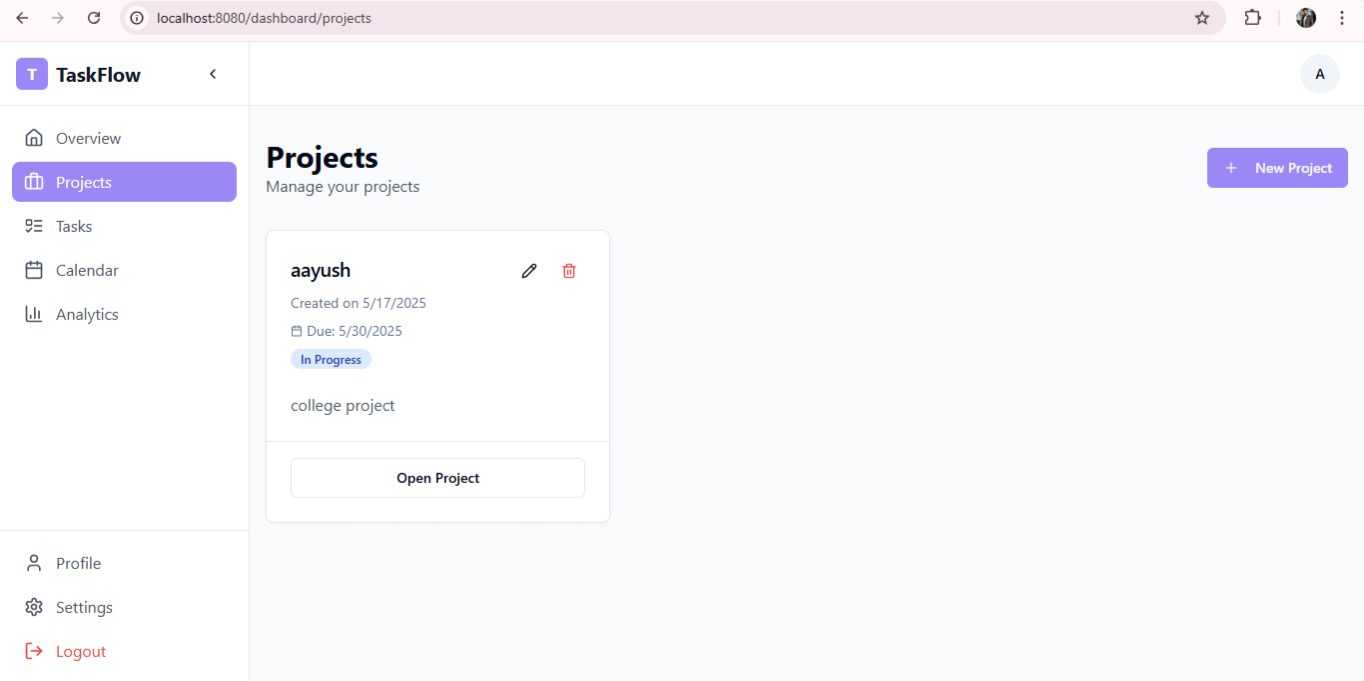 localhost:8080/dashboard/projects
T TaskFlow
A
Overview
Projects
Tasks
Calendar
Analytics
Profile
Settings
Logout
Projects
Manage your projects
New Project
aayush
Created on 5/17/2025
Due: 5/30/2025
In Progress
college project
Open Project